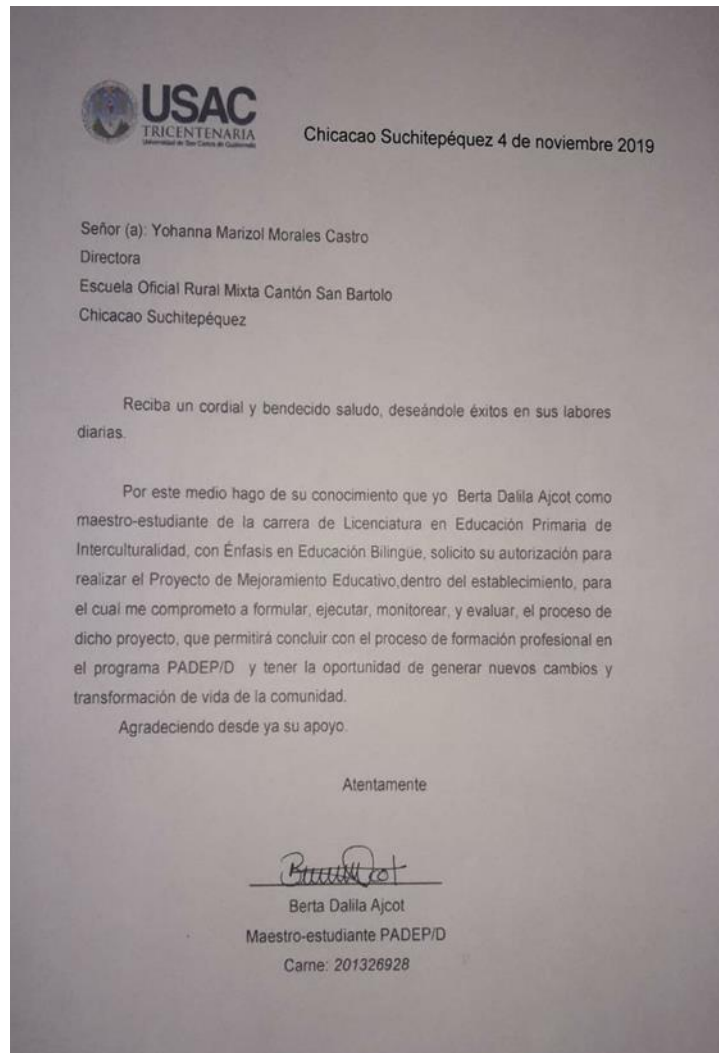 USAC
TRICENTENARIA
Universidad de San Carlos de Guatemala
Chicacao Suchitepéquez 4 de noviembre 2019
Señor (a): Yohanna Marizol Morales Castro
Directora
Escuela Oficial Rural Mixta Cantón San Bartolo
Chicacao Suchitepéquez
Reciba un cordial y bendecido saludo, deseándole éxitos en sus labores
diarias.
Por este medio hago de su conocimiento que yo Berta Dalila Ajcot como
maestro-estudiante de la carrera de Licenciatura en Educación Primaria de
Interculturalidad, con Énfasis en Educación Bilingüe, solicito su autorización para
realizar el Proyecto de Mejoramiento Educativo,dentro del establecimiento, para
el cual me comprometo a formular, ejecutar, monitorear, y evaluar, el proceso de
dicho proyecto, que permitirá concluir con el proceso de formación profesional en
el programa PADEP/D y tener la oportunidad de generar nuevos cambios y
transformación de vida de la comunidad.
Agradeciendo desde ya su apoyo.
Atentamente
Berta Dalila Ajcot
Maestro-estudiante PADEP/D
Carne: 201326928